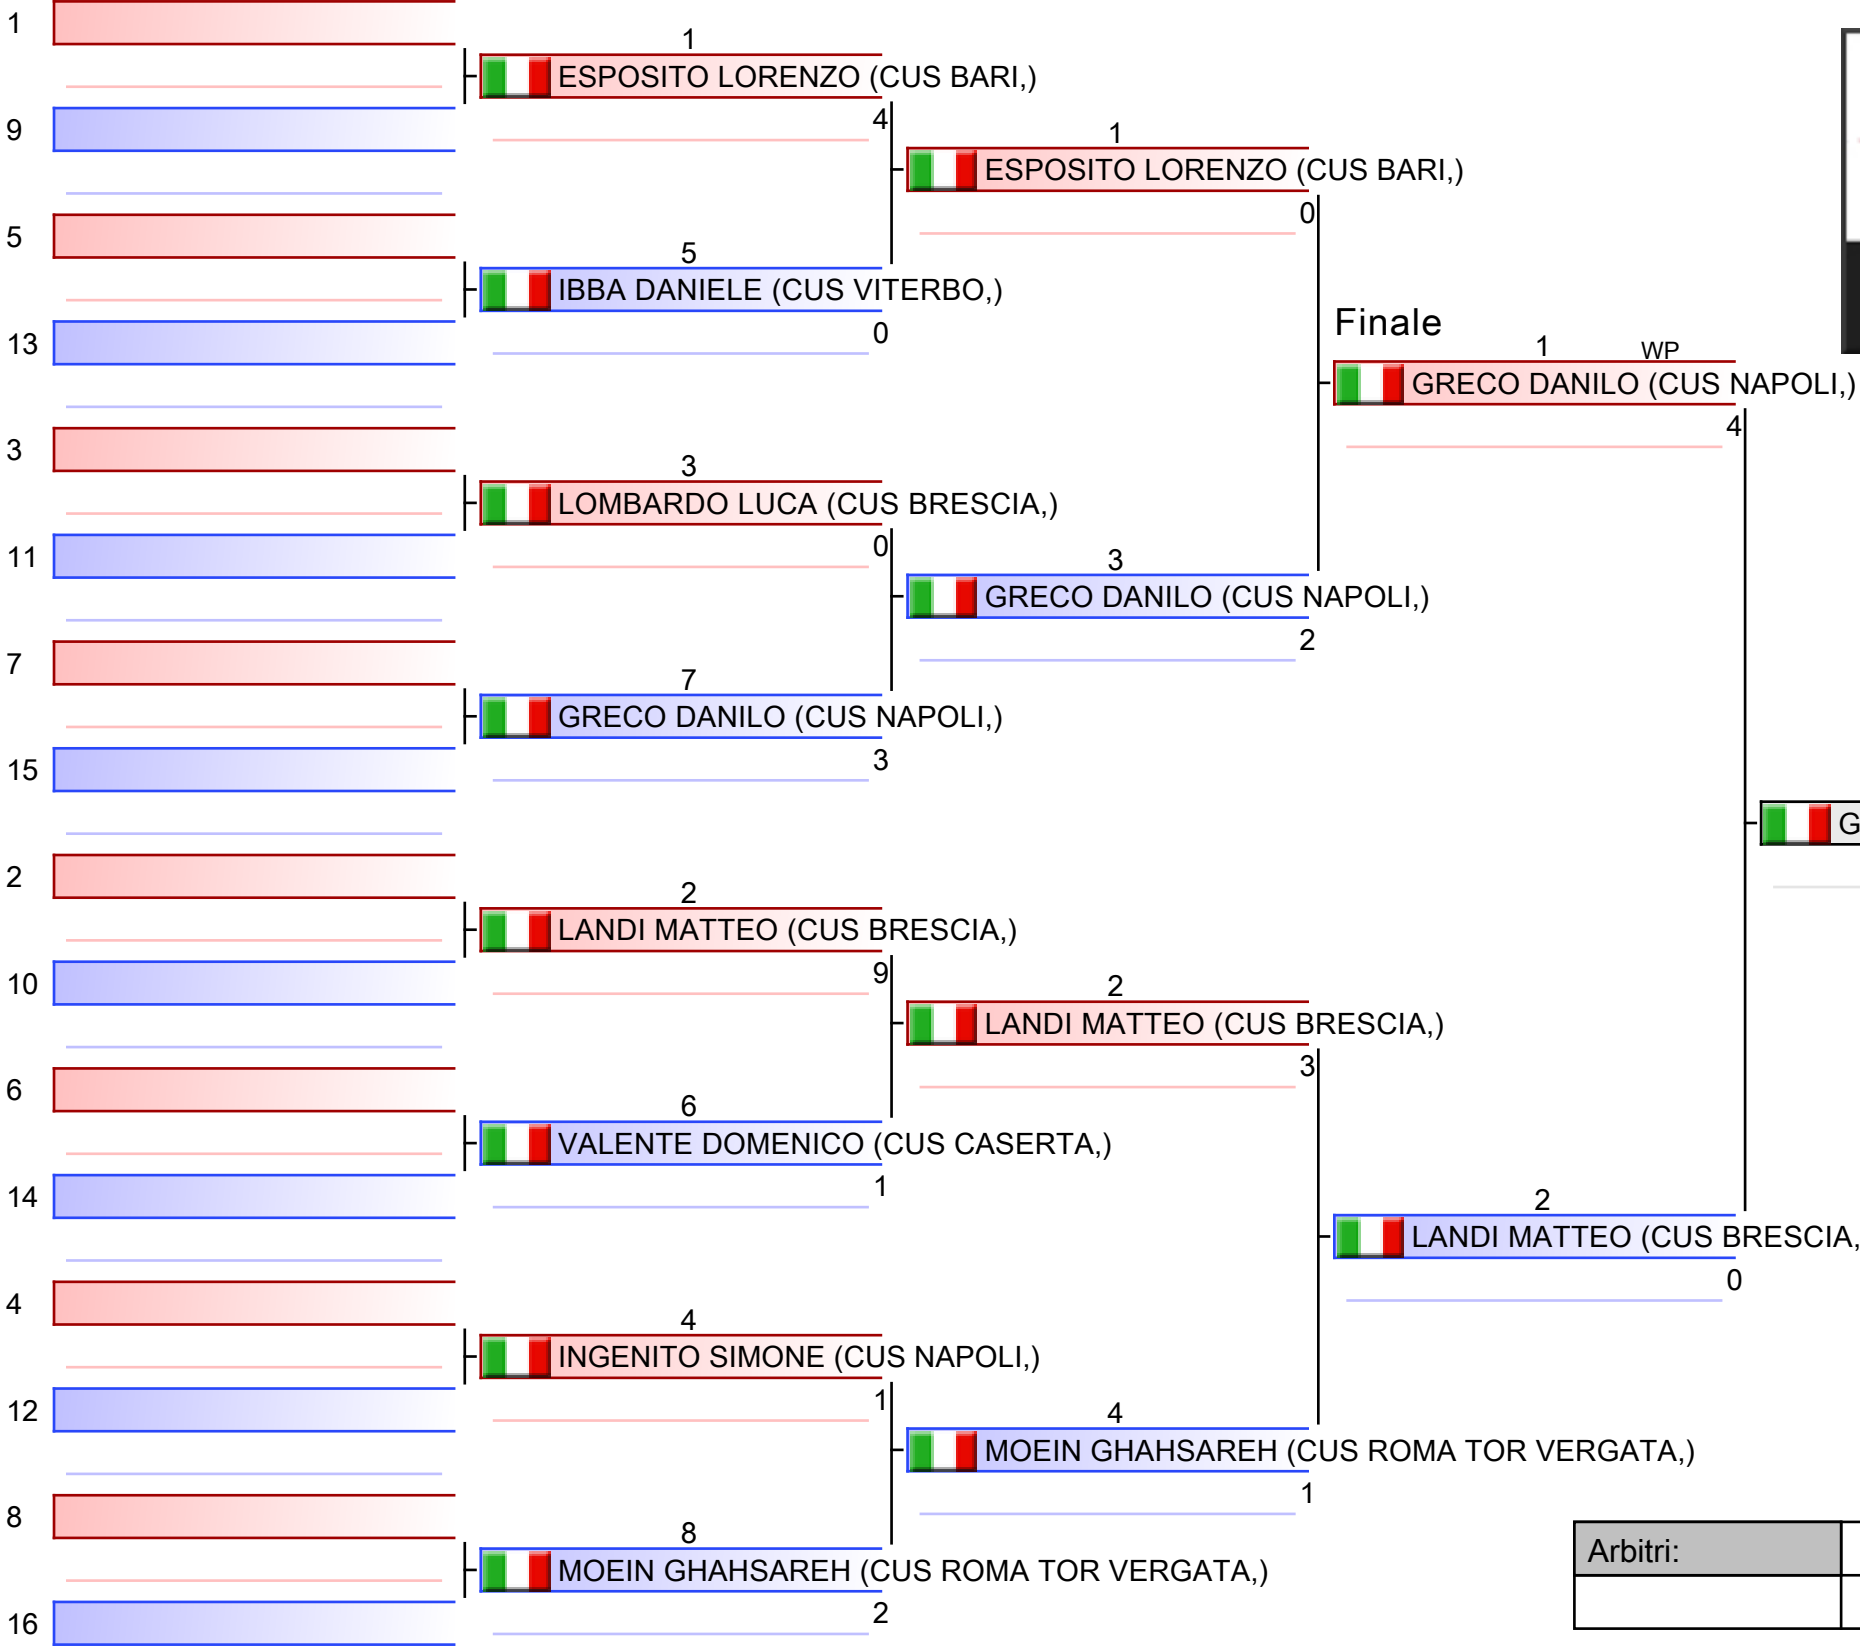 1
9
5
13
3
11
7
15
2
10
6
14
4
12
8
16
1
ESPOSITO LORENZO (CUS BARI,)
4
5
IBBA DANIELE (CUS VITERBO,)
0
3
LOMBARDO LUCA (CUS BRESCIA,)
0
7
GRECO DANILO (CUS NAPOLI,)
3
2
LANDI MATTEO (CUS BRESCIA,)
9
6
VALENTE DOMENICO (CUS CASERTA,)
1
4
INGENITO SIMONE (CUS NAPOLI,)
1
8
MOEIN GHAHSAREH (CUS ROMA TOR VERGATA,)
2
1
ESPOSITO LORENZO (CUS BARI,)
0
3
GRECO DANILO (CUS NAPOLI,)
2
2
LANDI MATTEO (CUS BRESCIA,)
3
4
MOEIN GHAHSAREH (CUS ROMA TOR VERGATA,)
1
Finale
1 WP
GRECO DANILO (CUS NAPOLI,)
4
2
LANDI MATTEO (CUS BRESCIA,
0
G
Arbitri: